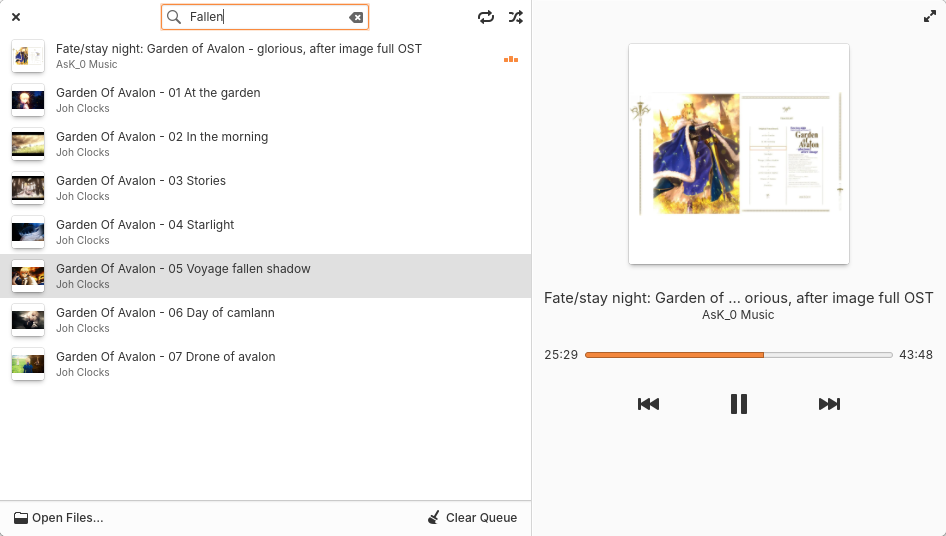 Fallen
Fate/stay night: Garden of Avalon - glorious, after image full OST
AsK_0 Music
Garden Of Avalon - 01 At the garden
Joh Clocks
Garden Of Avalon - 02 In the morning
Joh Clocks
Garden Of Avalon - 03 Stories
Joh Clocks
Garden Of Avalon - 04 Starlight
Joh Clocks
Garden Of Avalon - 05 Voyage fallen shadow
Joh Clocks
Garden Of Avalon - 06 Day of camlann
Joh Clocks
Garden Of Avalon - 07 Drone of avalon
Joh Clocks
Open Files...
Clear Queue
Garden
of
Avalon
Fate/stay night: Garden of ... orious, after image full OST
AsK_0 Music
25:29
43:48